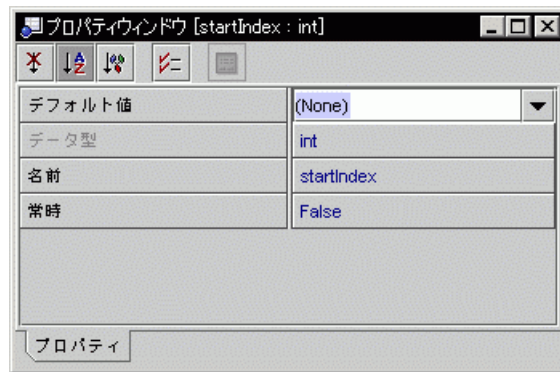 プロパティウィンドウ [startIndex : int]
デフォルト値 (None)
データ型 int
名前 startIndex
常時 False
プロパティ